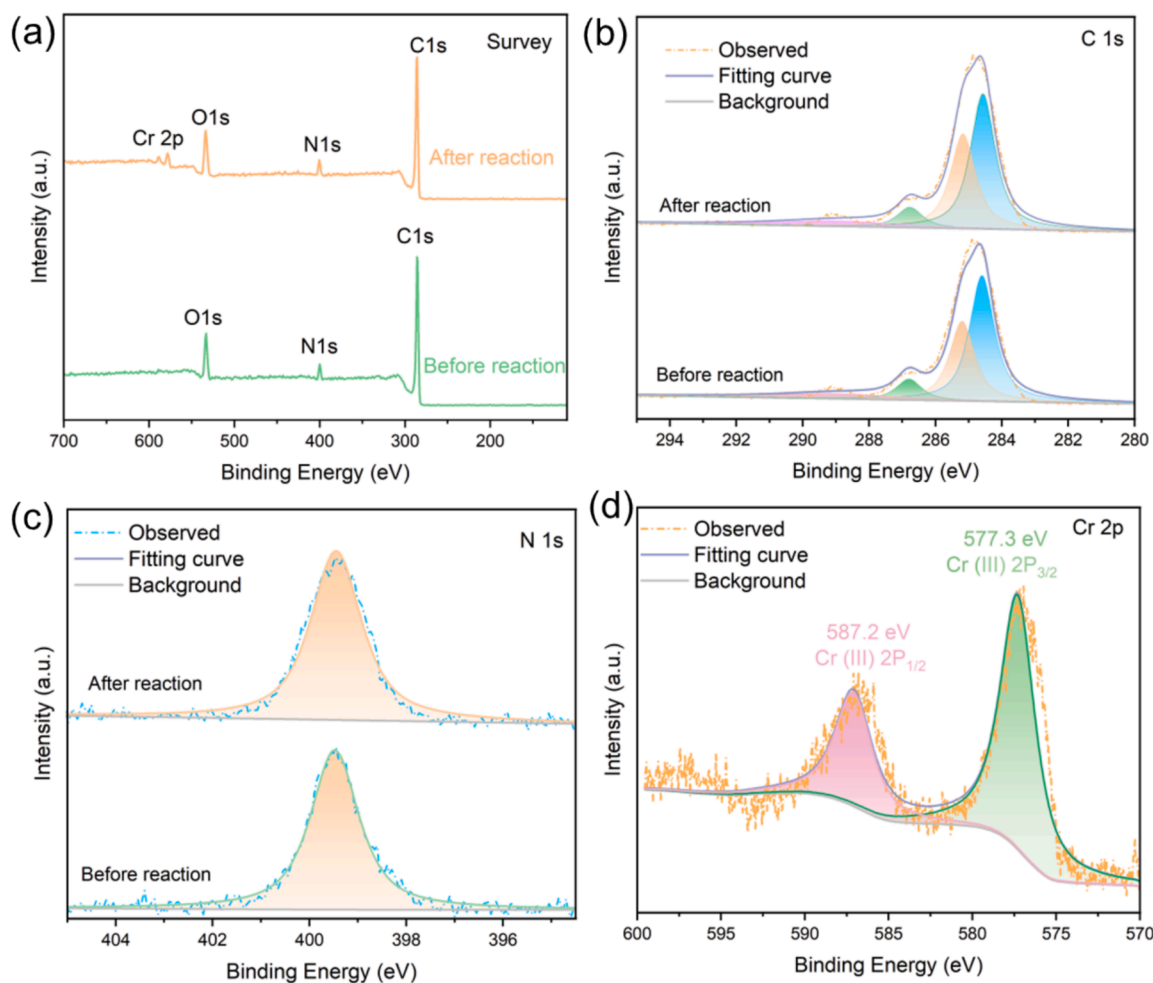 (a)
Survey
C1s
O1s
Cr 2p
N1s
After reaction
C1s
O1s
N1s
Before reaction
Intensity (a.u.)
700 600 500 400 300 200
Binding Energy (eV)
(b)
Observed
Fitting curve
Background
C 1s
After reaction
Before reaction
Intensity (a.u.)
294 292 290 288 286 284 282 280
Binding Energy (eV)
(c)
Observed
Fitting curve
Background
N 1s
After reaction
Before reaction
Intensity (a.u.)
404 402 400 398 396
Binding Energy (eV)
(d)
Observed
Fitting curve
Background
Cr 2p
577.3 eV
Cr (III) 2P3/2
587.2 eV
Cr (III) 2P1/2
Intensity (a.u.)
600 595 590 585 580 575 570
Binding Energy (eV)